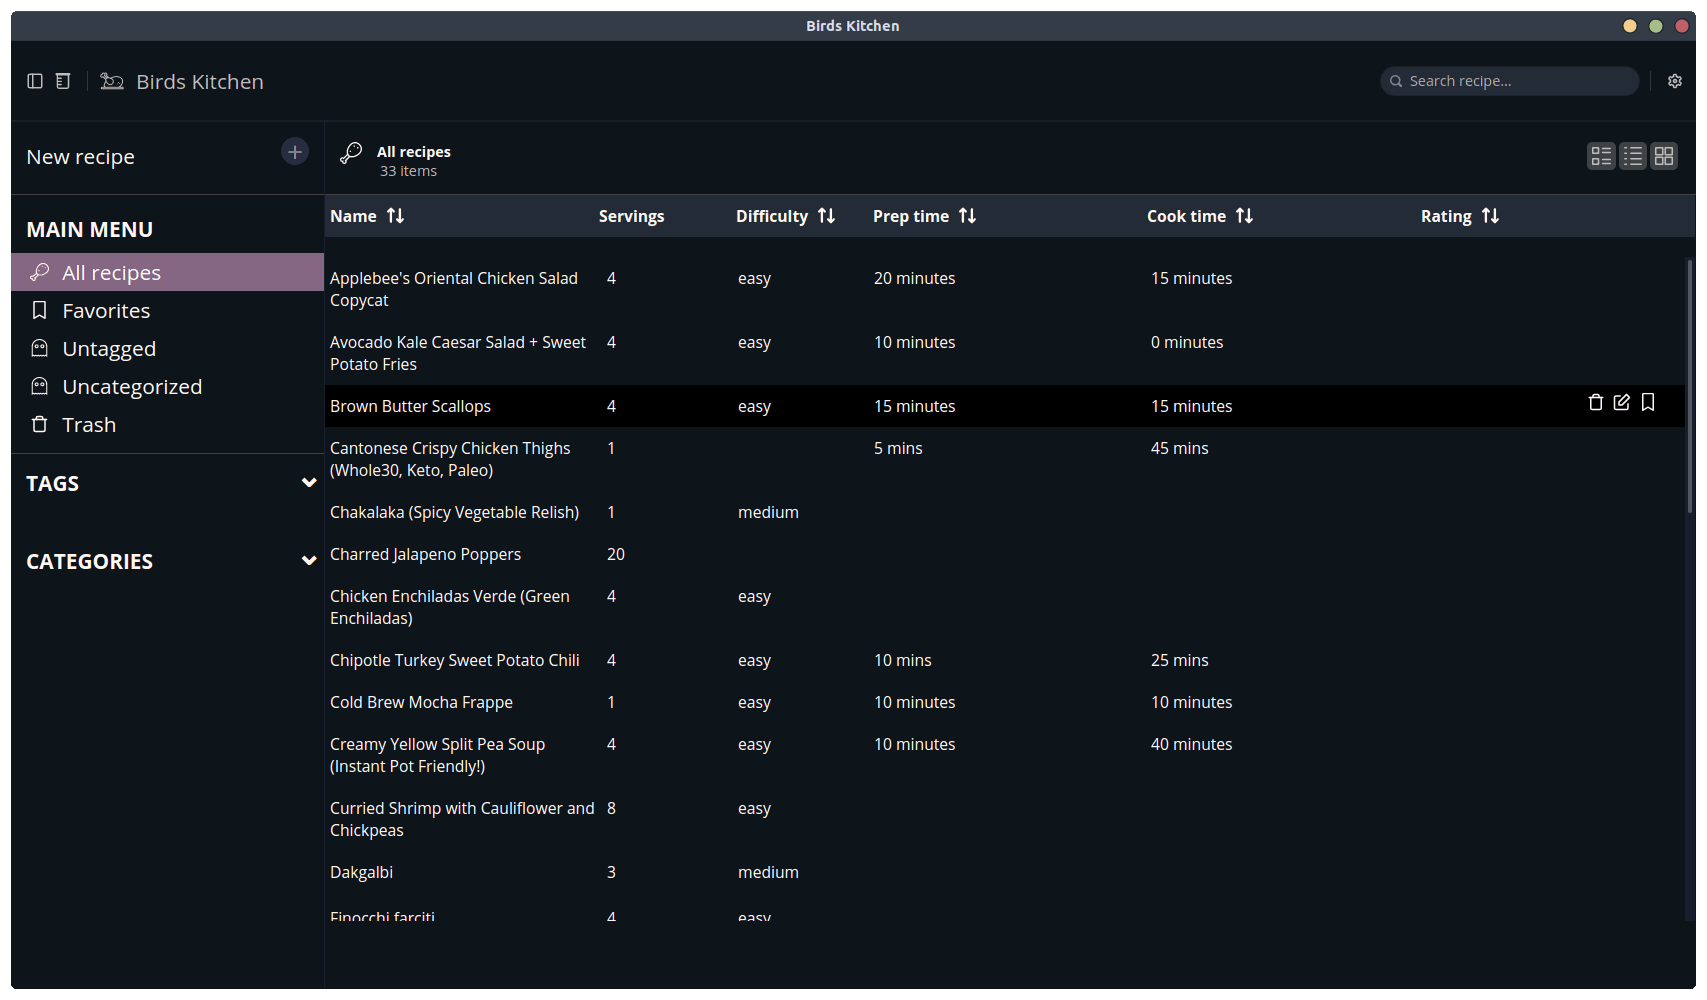 Birds Kitchen
Birds Kitchen
Search recipe...
New recipe
All recipes
33 items
MAIN MENU
All recipes
Favorites
Untagged
Uncategorized
Trash
TAGS
CATEGORIES
Name Servings Difficulty Prep time Cook time Rating
Applebee's Oriental Chicken Salad 4 easy 20 minutes 15 minutes
Copycat
Avocado Kale Caesar Salad + Sweet 4 easy 10 minutes 0 minutes
Potato Fries
Brown Butter Scallops 4 easy 15 minutes 15 minutes
Cantonese Crispy Chicken Thighs 1 5 mins 45 mins
(Whole30, Keto, Paleo)
Chakalaka (Spicy Vegetable Relish) 1 medium
Charred Jalapeno Poppers 20
Chicken Enchiladas Verde (Green 4 easy
Enchiladas)
Chipotle Turkey Sweet Potato Chili 4 easy 10 mins 25 mins
Cold Brew Mocha Frappe 1 easy 10 minutes 10 minutes
Creamy Yellow Split Pea Soup 4 easy 10 minutes 40 minutes
(Instant Pot Friendly!)
Curried Shrimp with Cauliflower and 8 easy
Chickpeas
Dakgalbi 3 medium
Finocchi farciti 4 easy